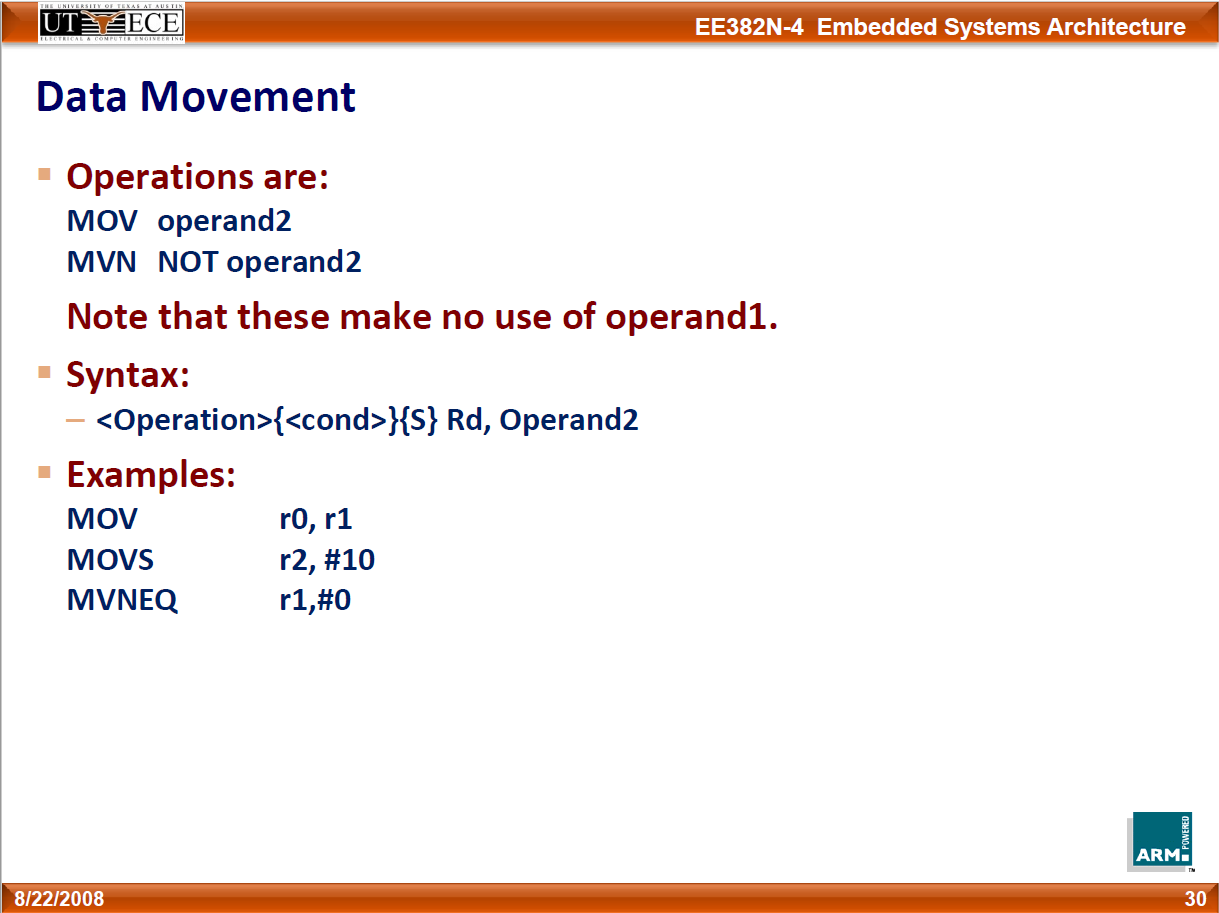 THE UNIVERSITY OF TEXAS AT AUSTIN
UT ECE
ELECTRICAL & COMPUTER ENGINEERING
EE382N-4 Embedded Systems Architecture
Data Movement
Operations are:
MOV operand2
MVN NOT operand2
Note that these make no use of operand1.
Syntax:
– <Operation>{<cond>}{S} Rd, Operand2
Examples:
MOV r0, r1
MOVS r2, #10
MVNEQ r1,#0
ARM POWERED ™
8/22/2008
30